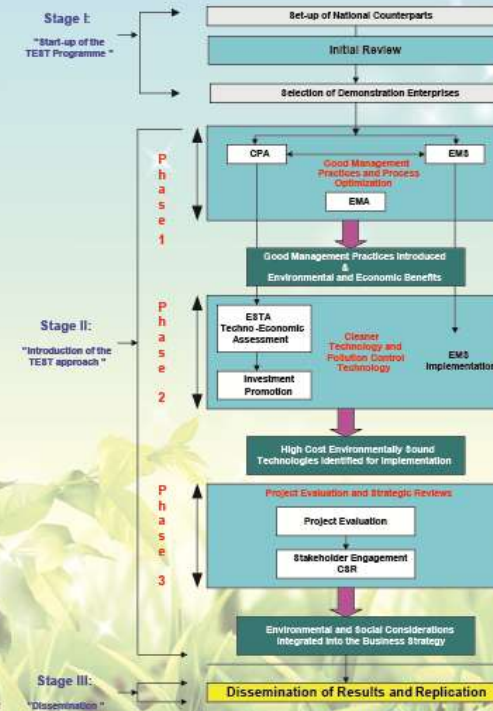 Stage I:
"Start-up of the
TEST Programme "
Set-up of National Counterparts
Initial Review
Selection of Demonstration Enterprises
Stage II:
"Introduction of the
TEST approach "
P
h
a
s
e
1
CPA
EMS
Good Management
Practices and Process
Optimization
EMA
Good Management Practices Introduced
&
Environmental and Economic Benefits
P
h
a
s
e
2
ESTA
Techno -Economic
Assessment
Investment
Promotion
Cleaner
Technology and
Pollution Control
Technology
EMS
Implementation
High Cost Environmentally Sound
Technologies Identified for Implementation
P
h
a
s
e
3
Project Evaluation and Strategic Reviews
Project Evaluation
Stakeholder Engagement
CSR
Environmental and Social Considerations
Integrated Into the Business Strategy
Stage III:
"Dissemination "
Dissemination of Results and Replication